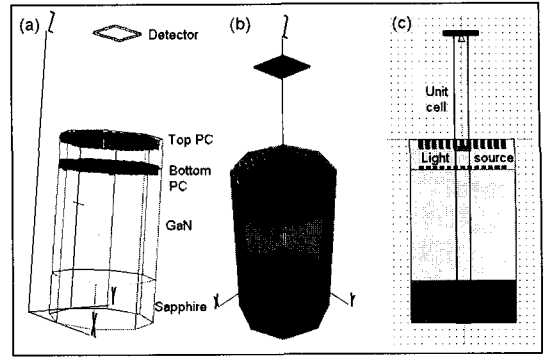 (a)
Z
Detector
Top PC
Bottom
PC
GaN
Sapphire
Y
X
(b)
Z
Y
Y
(c)
Unit
cell
Light source